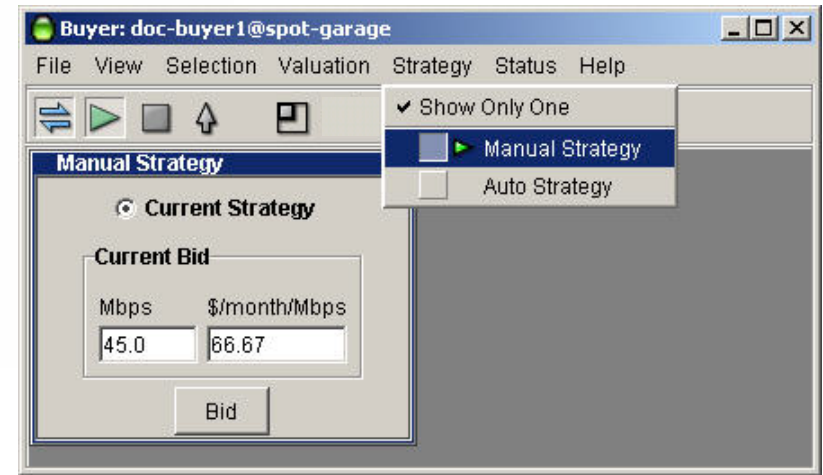 Buyer: doc-buyer1@spot-garage
File View Selection Valuation Strategy Status Help
Show Only One
Manual Strategy
Auto Strategy
Manual Strategy
Current Strategy
Current Bid
Mbps $/month/Mbps
45.0 66.67
Bid